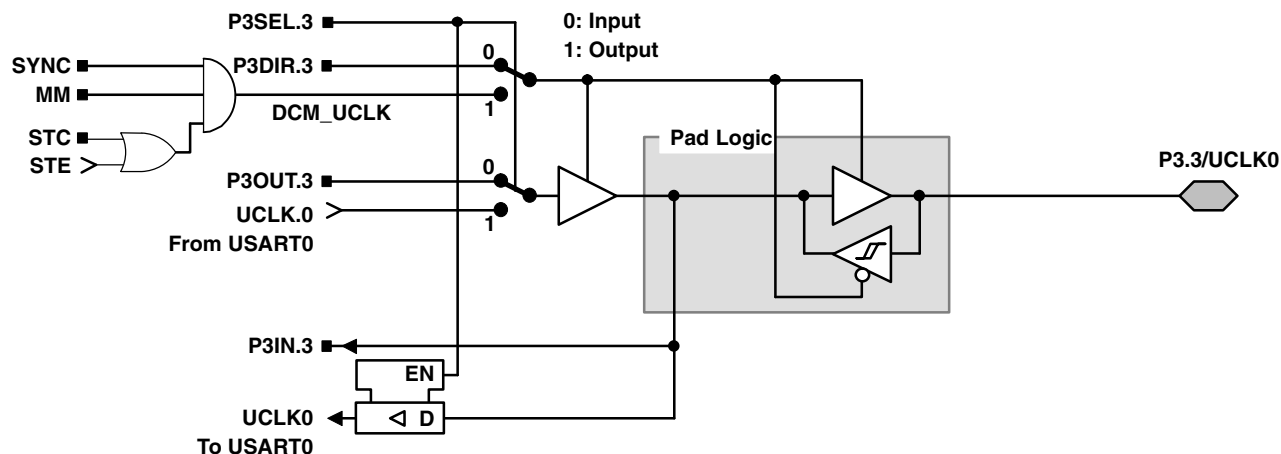 P3SEL.3
0: Input
1: Output
0
SYNC
P3DIR.3
MM
1
DCM_UCLK
STC
STE
Pad Logic
P3.3/UCLK0
0
P3OUT.3
UCLK.0
1
From USART0
P3IN.3
EN
UCLK0
D
To USART0